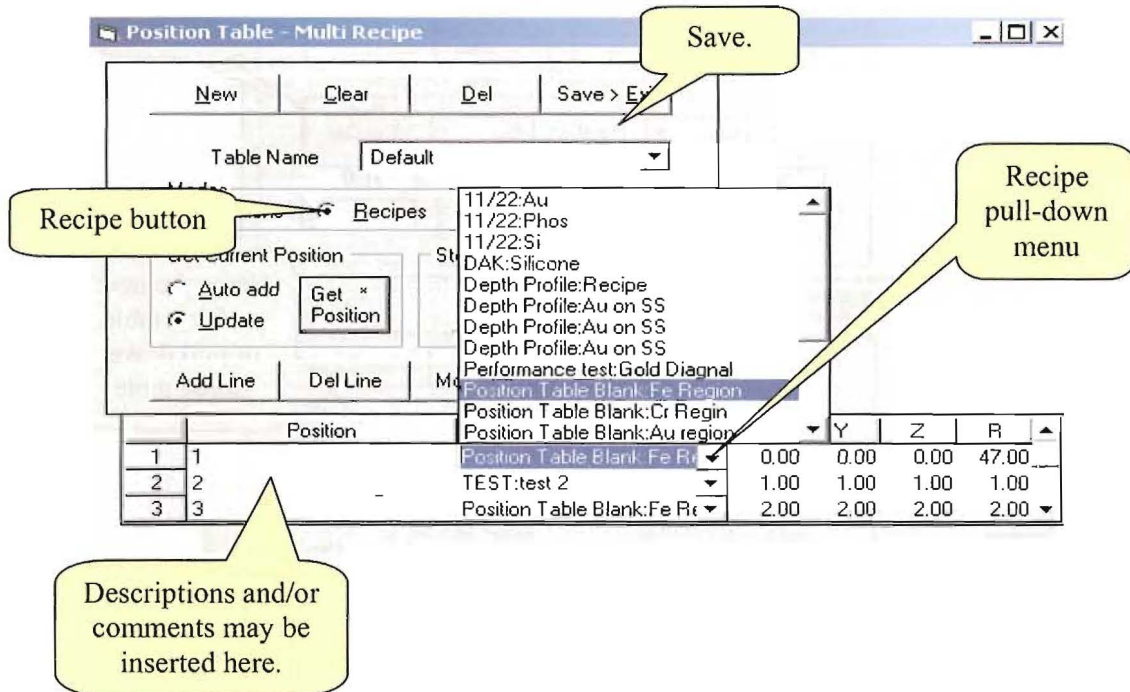 Position Table - Multi Recipe
Save.
New Clear Del Save >
Table Name Default
Recipe button
Recipes
11/22:Au
11/22:Phos
11/22:Si
DAK:Silicone
Depth Profile:Recipe
Depth Profile:Au on SS
Depth Profile:Au on SS
Depth Profile:Au on SS
Performance test:Gold Diagnal
Position Table Blank:Fe Region
Position Table Blank:Cr Regin
Position Table Blank:Au region
Recipe
pull-down
menu
Current Position
Auto add
Update
Get *
Position
Add Line Del Line
Position Y Z R
1 1 Position Table Blank:Fe Re 0.00 0.00 0.00 47.00
2 2 TEST:test 2 1.00 1.00 1.00 1.00
3 3 Position Table Blank:Fe Re 2.00 2.00 2.00 2.00
Descriptions and/or
comments may be
inserted here.